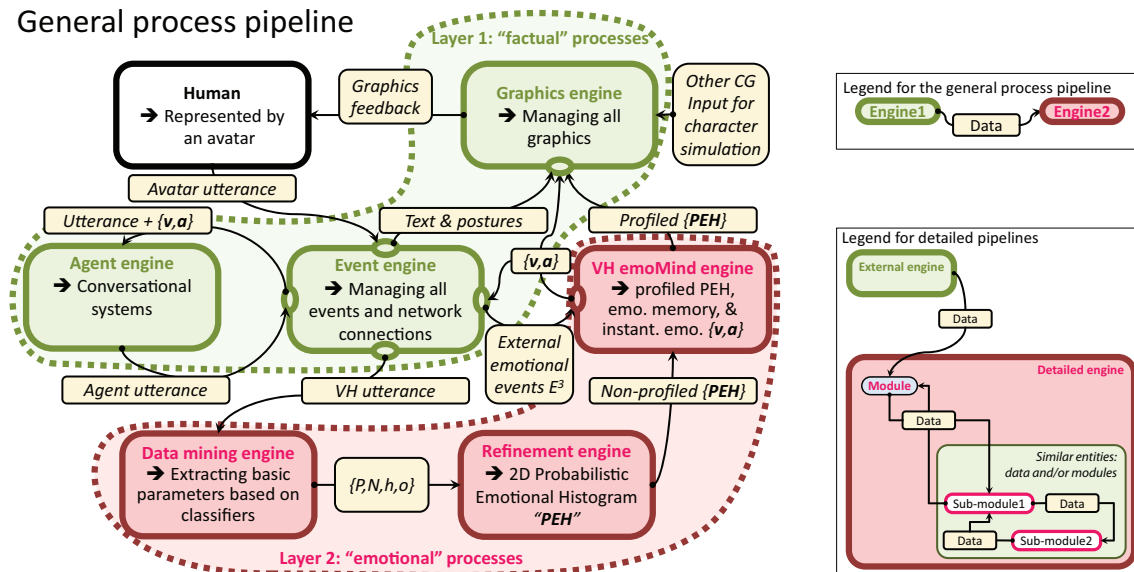 General process pipeline
Layer 1: “factual” processes
Human
➔ Represented by
an avatar
Graphics
feedback
Graphics engine
➔ Managing all
graphics
Other CG
Input for
character
simulation
Avatar utterance
Utterance + {v,a}
Text & postures
Profiled {PEH}
Agent engine
➔ Conversational
systems
Event engine
➔ Managing all
events and network
connections
{v,a}
VH emoMind engine
➔ profiled PEH,
emo. memory, &
instant. emo. {v,a}
External
emotional
events E³
Agent utterance
VH utterance
Non-profiled {PEH}
Data mining engine
➔ Extracting basic
parameters based on
classifiers
{P,N,h,o}
Refinement engine
➔ 2D Probabilistic
Emotional Histogram
“PEH”
Layer 2: “emotional” processes
Legend for the general process pipeline
Engine1
Data
Engine2
Legend for detailed pipelines
External engine
Data
Detailed engine
Module
Data
Similar entities:
data and/or modules
Sub-module1
Data
Data
Sub-module2